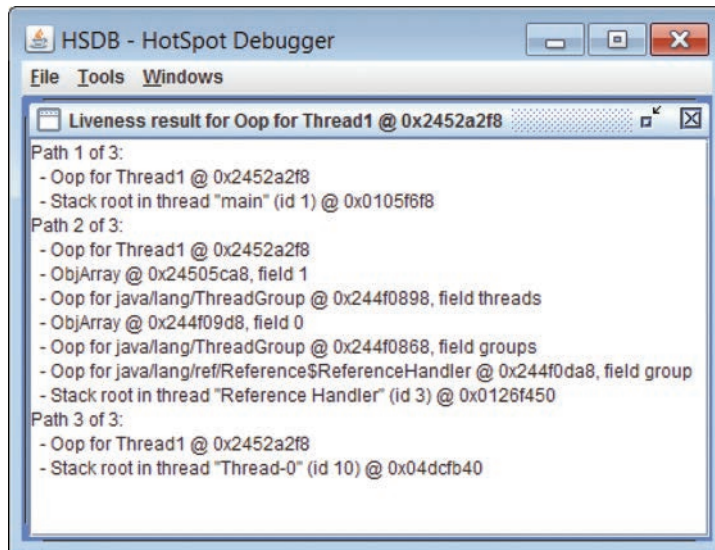 HSDB - HotSpot Debugger
File Tools Windows
Liveness result for Oop for Thread1 @ 0x2452a2f8
Path 1 of 3:
- Oop for Thread1 @ 0x2452a2f8
- Stack root in thread "main" (id 1) @ 0x0105f6f8
Path 2 of 3:
- Oop for Thread1 @ 0x2452a2f8
- ObjArray @ 0x24505ca8, field 1
- Oop for java/lang/ThreadGroup @ 0x244f0898, field threads
- ObjArray @ 0x244f09d8, field 0
- Oop for java/lang/ThreadGroup @ 0x244f0868, field groups
- Oop for java/lang/ref/Reference$ReferenceHandler @ 0x244f0da8, field group
- Stack root in thread "Reference Handler" (id 3) @ 0x0126f450
Path 3 of 3:
- Oop for Thread1 @ 0x2452a2f8
- Stack root in thread "Thread-0" (id 10) @ 0x04dcfb40